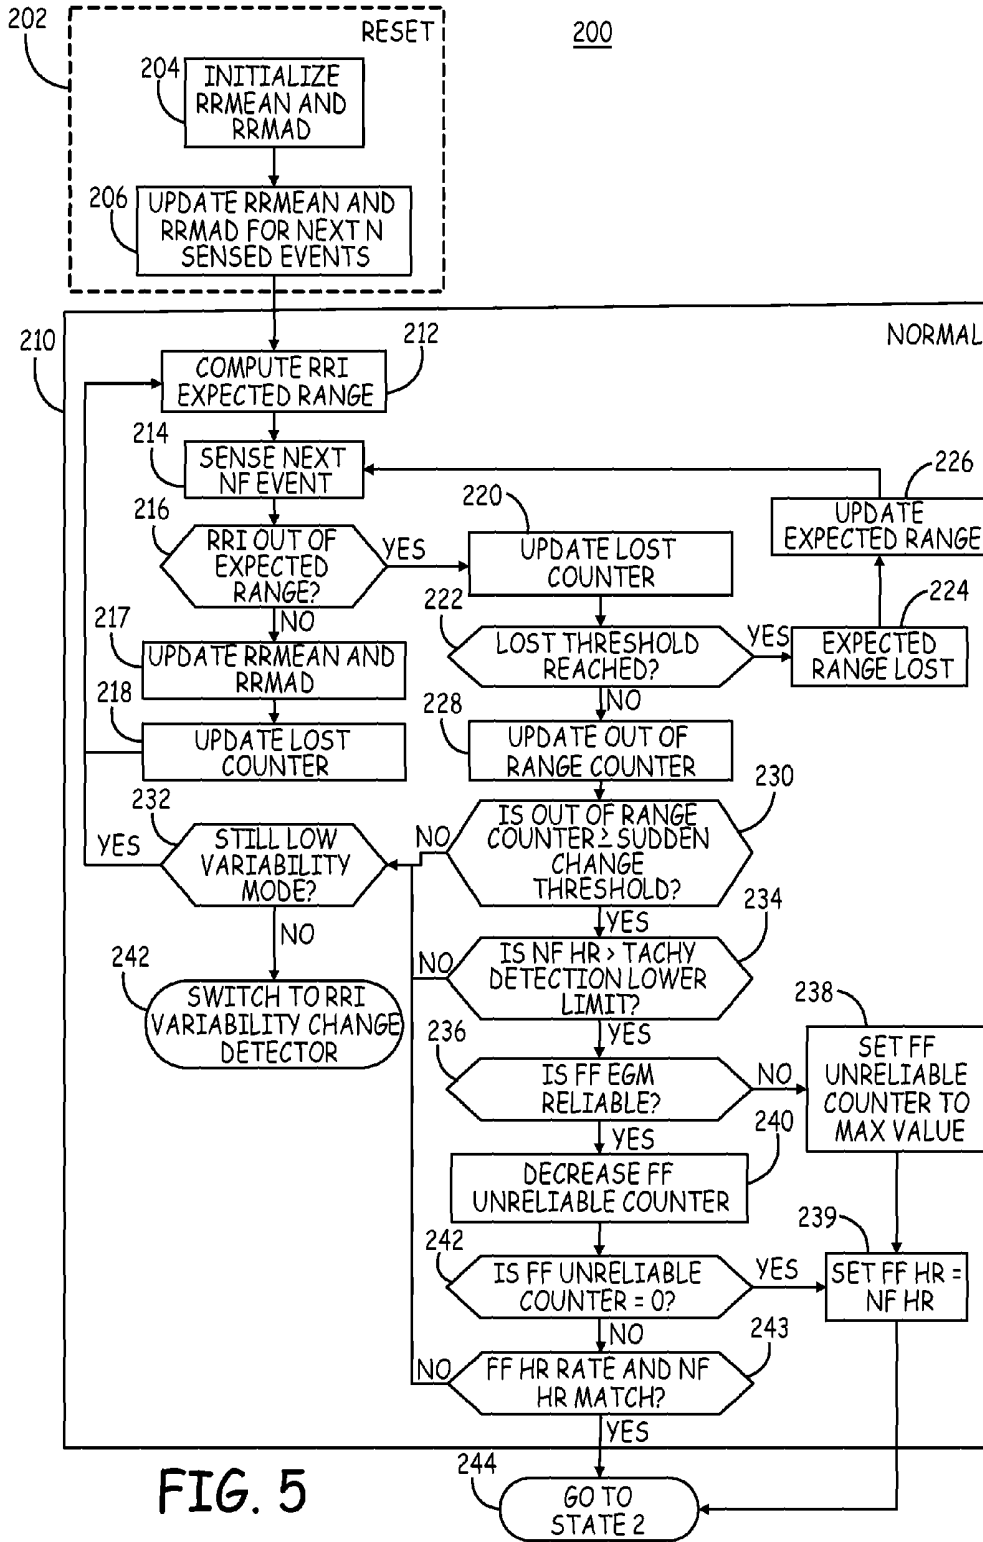 202
RESET
200
204
INITIALIZE
RRMEAN AND
RRMAD
206
UPDATE RRMEAN AND
RRMAD FOR NEXT N
SENSED EVENTS
210
NORMAL
212
COMPUTE RRI
EXPECTED RANGE
214
SENSE NEXT
NF EVENT
216
RRI OUT OF
EXPECTED
RANGE?
YES
NO
220
UPDATE LOST
COUNTER
226
UPDATE
EXPECTED RANGE
222
LOST THRESHOLD
REACHED?
YES
NO
224
EXPECTED
RANGE LOST
217
UPDATE RRMEAN AND
RRMAD
218
UPDATE LOST
COUNTER
228
UPDATE OUT OF
RANGE COUNTER
230
IS OUT OF RANGE
COUNTER ≥ SUDDEN
CHANGE
THRESHOLD?
NO
YES
232
STILL LOW
VARIABILITY
MODE?
YES
NO
242
SWITCH TO RRI
VARIABILITY CHANGE
DETECTOR
234
IS NF HR > TACHY
DETECTION LOWER
LIMIT?
NO
YES
236
IS FF EGM
RELIABLE?
NO
YES
238
SET FF
UNRELIABLE
COUNTER TO
MAX VALUE
240
DECREASE FF
UNRELIABLE COUNTER
242
IS FF UNRELIABLE
COUNTER = 0?
YES
NO
239
SET FF HR =
NF HR
243
FF HR RATE AND NF
HR MATCH?
NO
YES
244
GO TO
STATE 2
FIG. 5